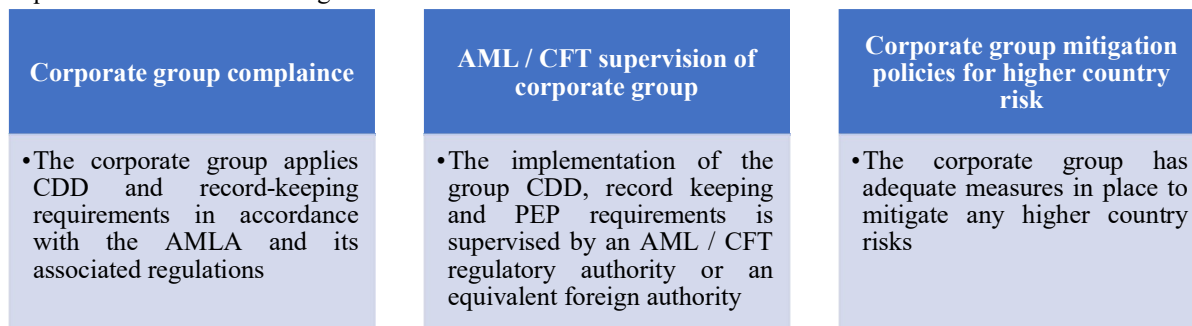 Corporate group complaince
•The corporate group applies
CDD and record-keeping
requirements in accordance
with the AMLA and its
associated regulations
AML / CFT supervision of
corporate group
•The implementation of the
group CDD, record keeping
and PEP requirements is
supervised by an AML / CFT
regulatory authority or an
equivalent foreign authority
Corporate group mitigation
policies for higher country
risk
•The corporate group has
adequate measures in place to
mitigate any higher country
risks